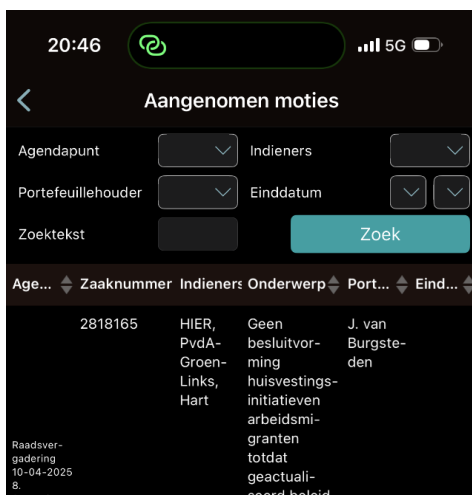 20:46 5G
Aangenomen moties
Agendapunt Indieners
Portefeuillehouder Einddatum
Zoektekst Zoek
Age... Zaaknummer Indieners Onderwerp Port... Eind...
2818165 HIER, Geen J. van
PvdA- besluitvor- Burgste-
Groen- ming den
Links, huisvestings-
Hart initiatieven
arbeidsmi-
granten
Raadsver- totdat
gadering
10-04-2025 geactuali-
8. seerd beleid